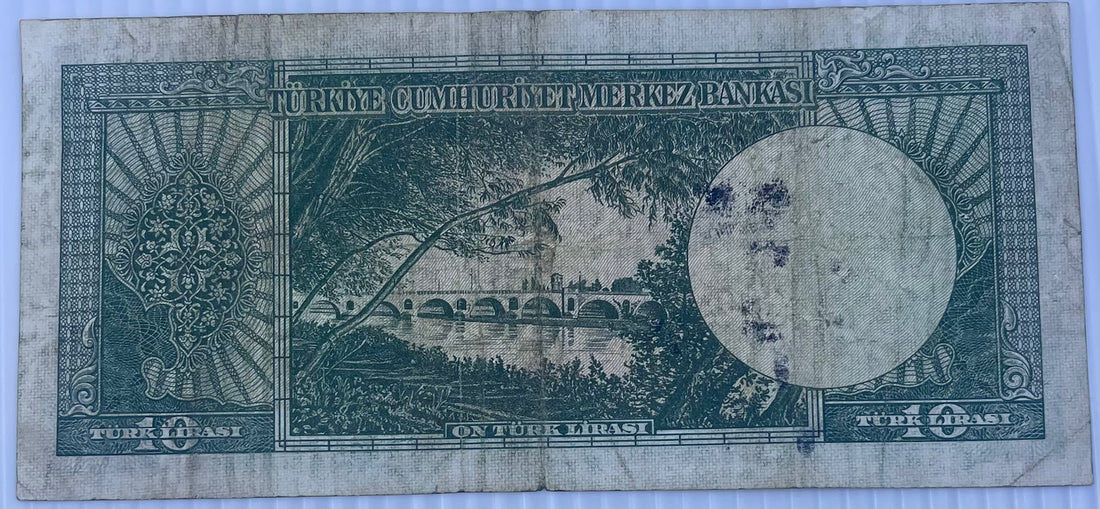 TÜRKİYE CUMHURİYET MERKEZ BANKASI
10
TÜRK LİRASI
ON TÜRK LİRASI
10
TÜRK LİRASI